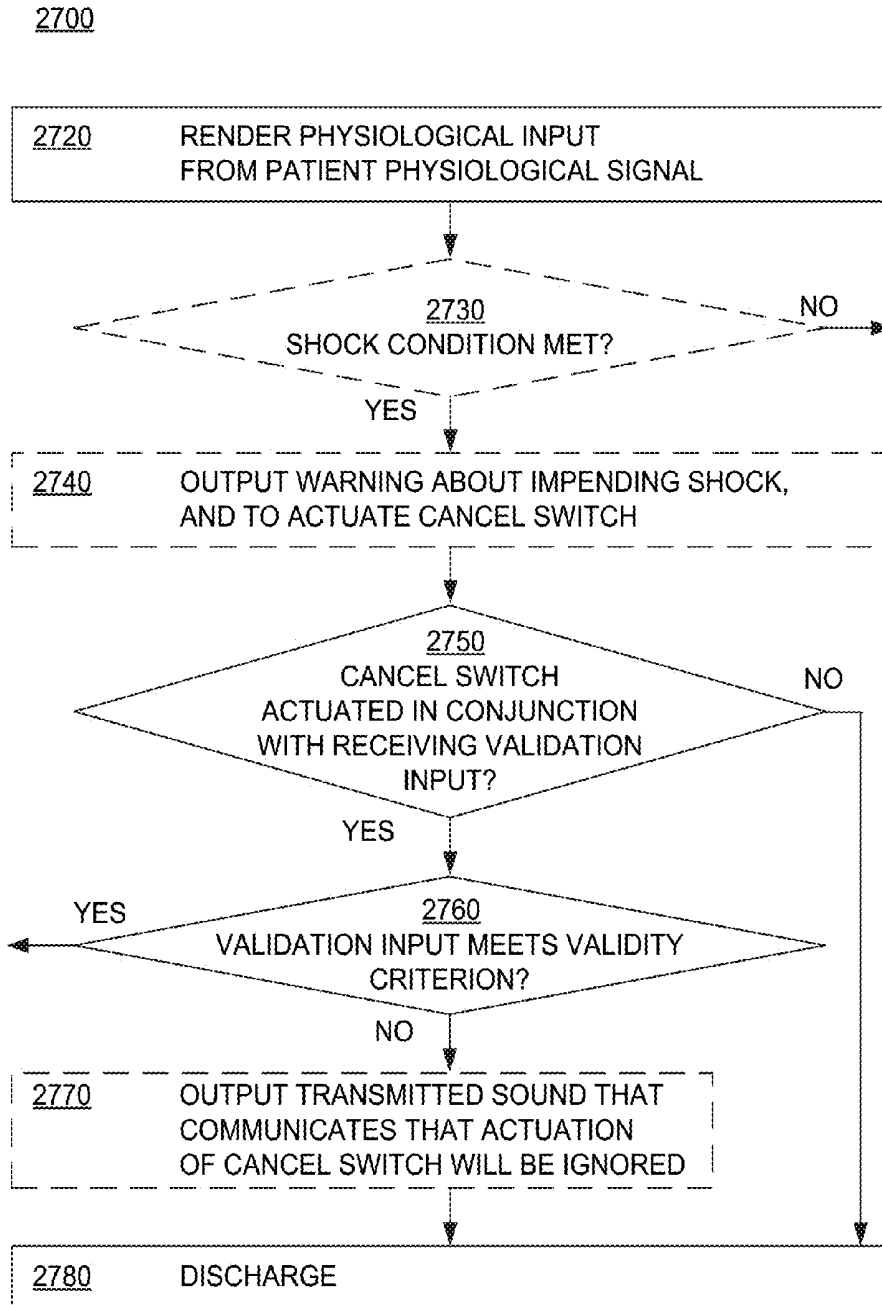 2700
2720 RENDER PHYSIOLOGICAL INPUT
FROM PATIENT PHYSIOLOGICAL SIGNAL
2730
SHOCK CONDITION MET?
NO
YES
2740 OUTPUT WARNING ABOUT IMPENDING SHOCK,
AND TO ACTUATE CANCEL SWITCH
2750
CANCEL SWITCH
ACTUATED IN CONJUNCTION
WITH RECEIVING VALIDATION
INPUT?
NO
YES
YES
2760
VALIDATION INPUT MEETS VALIDITY
CRITERION?
NO
2770 OUTPUT TRANSMITTED SOUND THAT
COMMUNICATES THAT ACTUATION
OF CANCEL SWITCH WILL BE IGNORED
2780 DISCHARGE